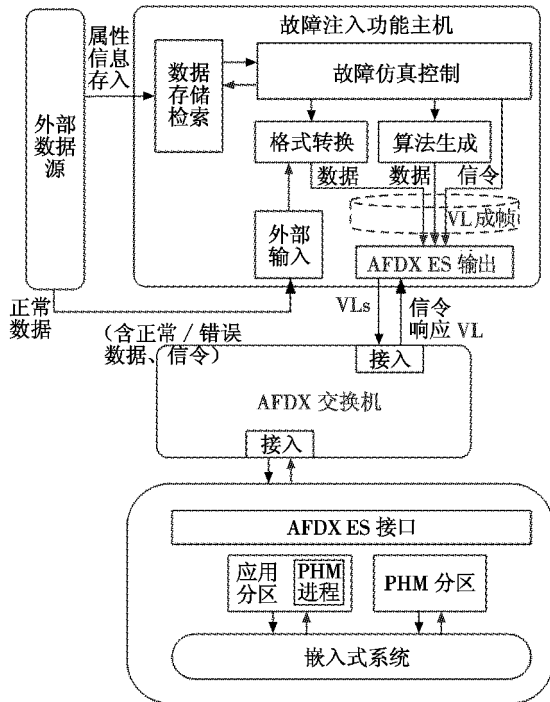 故障注入功能主机
属性
信息
存入
数据
存储
检索
故障仿真控制
外部
数据
源
格式转换
算法生成
数据
数据
信令
VL成帧
外部
输入
AFDX ES 输出
正常
数据
VLs
信令
响应 VL
（含正常/错误
数据、信令）
接入
AFDX 交换机
接入
AFDX ES 接口
应用
分区
PHM
进程
PHM 分区
嵌入式系统